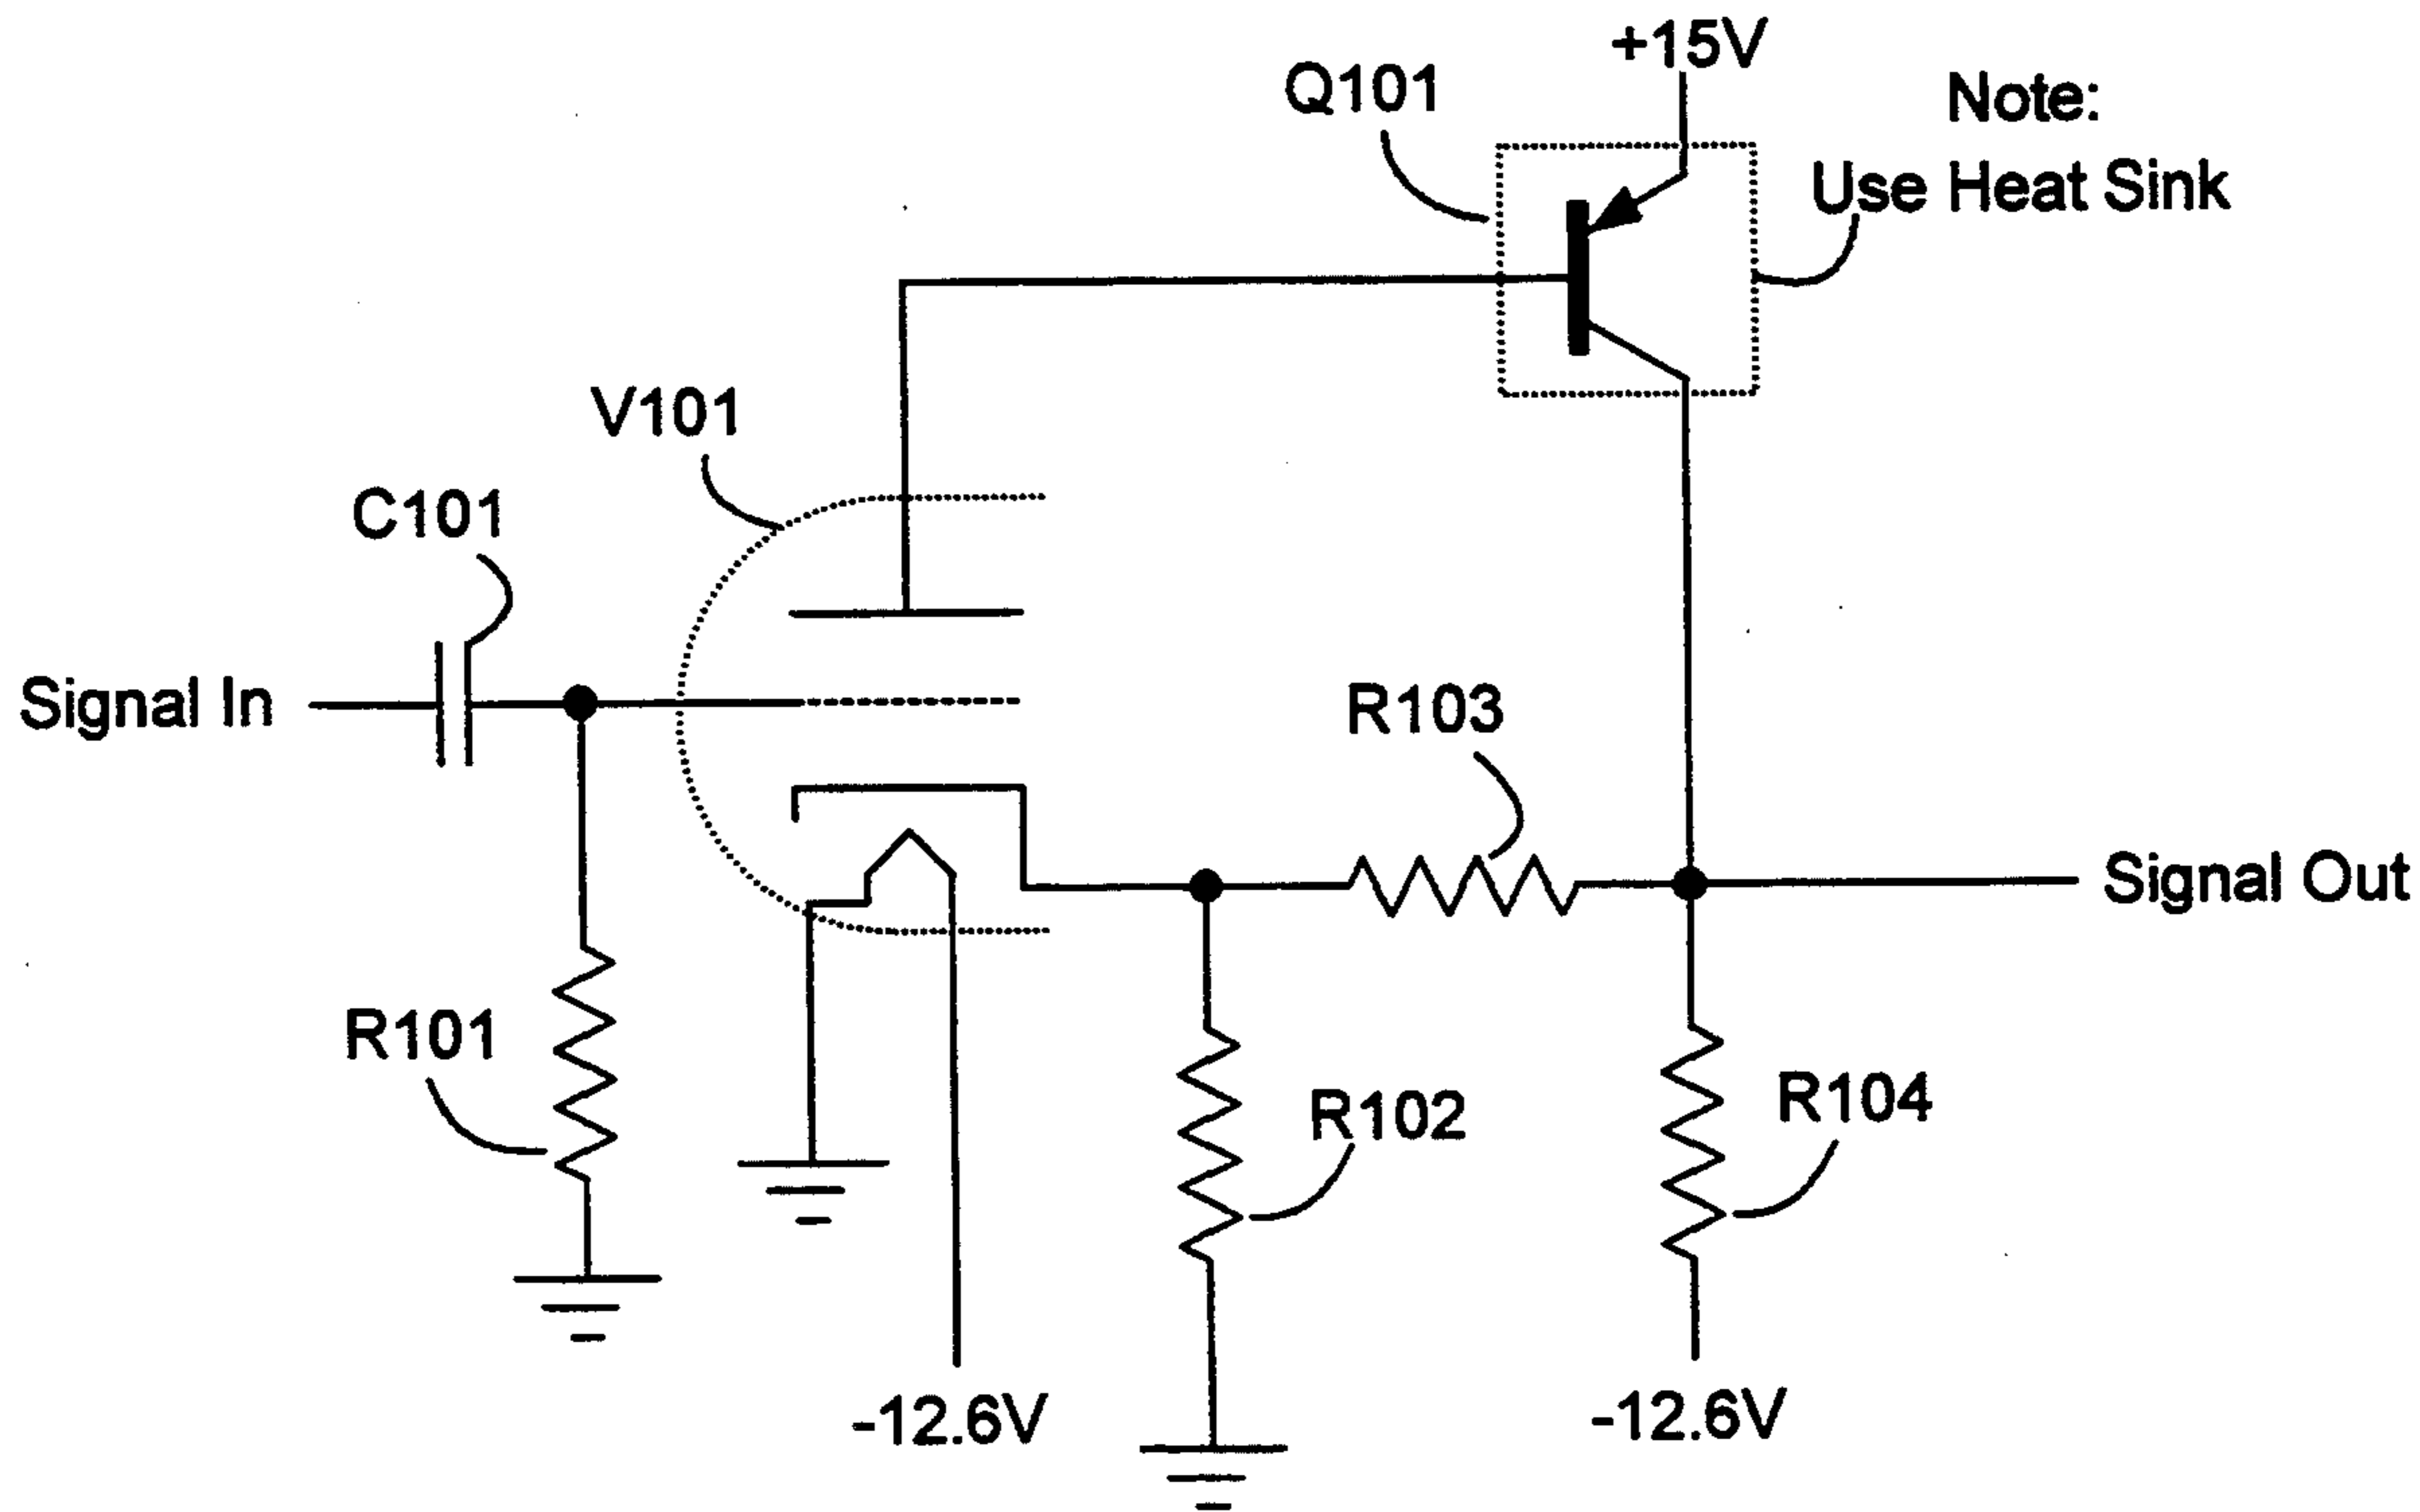 +15V
Q101
Note:
Use Heat Sink
V101
C101
Signal In
R103
Signal Out
R101
R102
R104
-12.6V
-12.6V